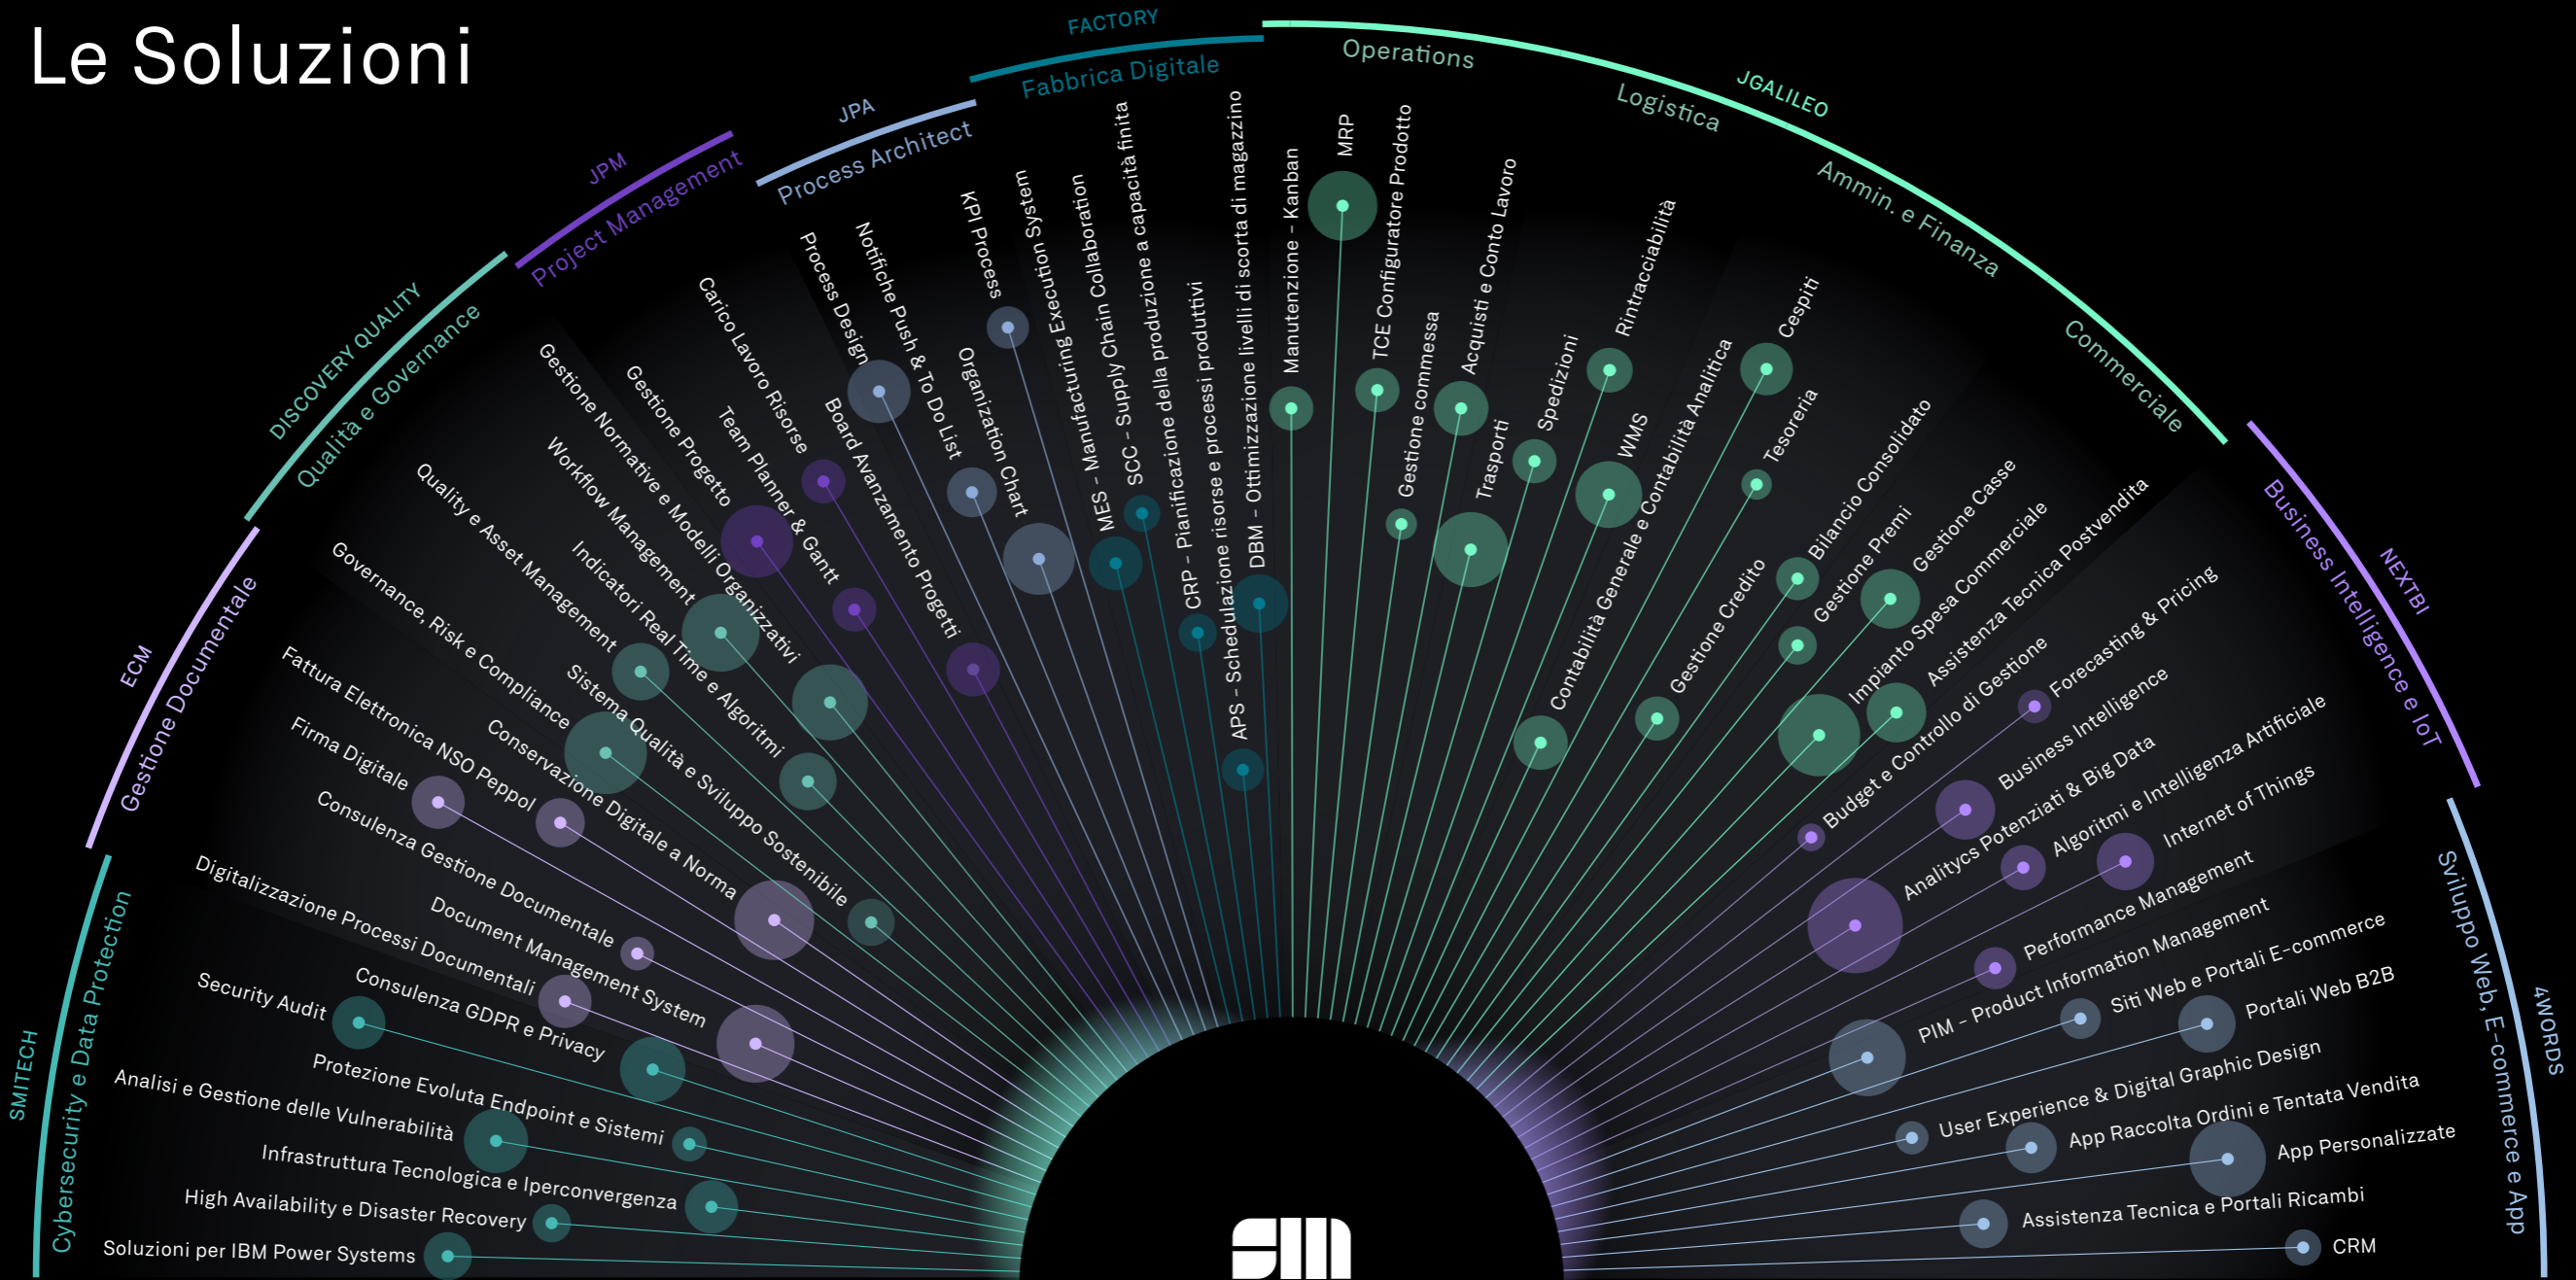 Le Soluzioni
SMITECH
Cybersecurity e Data Protection
Soluzioni per IBM Power Systems
High Availability e Disaster Recovery
Infrastruttura Tecnologica e Iperconvergenza
Analisi e Gestione delle Vulnerabilità
Protezione Evoluta Endpoint e Sistemi
Security Audit
Consulenza GDPR e Privacy
ECM
Gestione Documentale
Digitalizzazione Processi Documentali
Document Management System
Consulenza Gestione Documentale
Firma Digitale
Fattura Elettronica NSO Peppol
Conservazione Digitale a Norma
DISCOVERY QUALITY
Qualità e Governance
Governance, Risk e Compliance
Sistema Qualità e Sviluppo Sostenibile
Quality e Asset Management
Indicatori Real Time e Algoritmi
Workflow Management
Gestione Normative e Modelli Organizzativi
JPM
Project Management
Gestione Progetto
Team Planner & Gantt
Carico Lavoro Risorse
Board Avanzamento Progetti
JPA
Process Architect
Process Design
Notifiche Push & To Do List
Organization Chart
KPI Process
FACTORY
Fabbrica Digitale
MES - Manufacturing Execution System
SCC - Supply Chain Collaboration
CRP - Pianificazione della produzione a capacità finita
APS - Schedulazione risorse e processi produttivi
DBM - Ottimizzazione livelli di scorta di magazzino
JGALILEO
Operations
Manutenzione - Kanban
MRP
TCE Configuratore Prodotto
Gestione commessa
Acquisti e Conto Lavoro
Logistica
Trasporti
Spedizioni
Rintracciabilità
WMS
Ammin. e Finanza
Contabilità Generale e Contabilità Analitica
Cespiti
Tesoreria
Gestione Credito
Bilancio Consolidato
Commerciale
Gestione Premi
Gestione Casse
Impianto Spesa Commerciale
Assistenza Tecnica Postvendita
NEXTBI
Business Intelligence e IoT
Budget e Controllo di Gestione
Forecasting & Pricing
Business Intelligence
Analitycs Potenziati & Big Data
Algoritmi e Intelligenza Artificiale
Internet of Things
Performance Management
4WORDS
Sviluppo Web, E-commerce e App
PIM - Product Information Management
Siti Web e Portali E-commerce
Portali Web B2B
User Experience & Digital Graphic Design
App Raccolta Ordini e Tentata Vendita
App Personalizzate
Assistenza Tecnica e Portali Ricambi
CRM